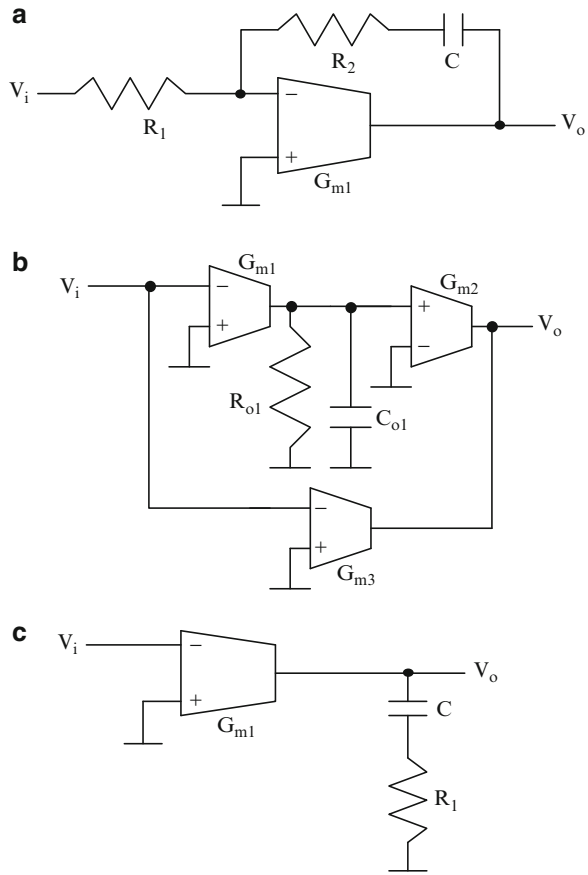 a
R₂
C
Vᵢ
R₁
−
+
Gₘ₁
Vₒ
b
Gₘ₁
Gₘ₂
Vᵢ
−
+
+
−
Vₒ
Rₒ₁
Cₒ₁
−
+
Gₘ₃
c
Vᵢ
−
+
Gₘ₁
Vₒ
C
R₁